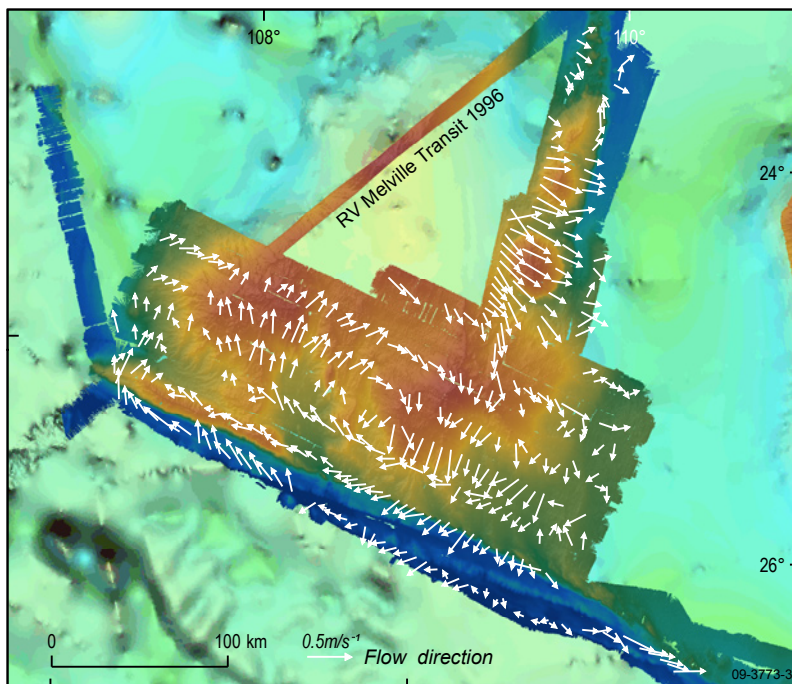 108°
110°
RV Melville Transit 1996
24°
26°
0
100 km
0.5m/s⁻¹
Flow direction
09-3773-3